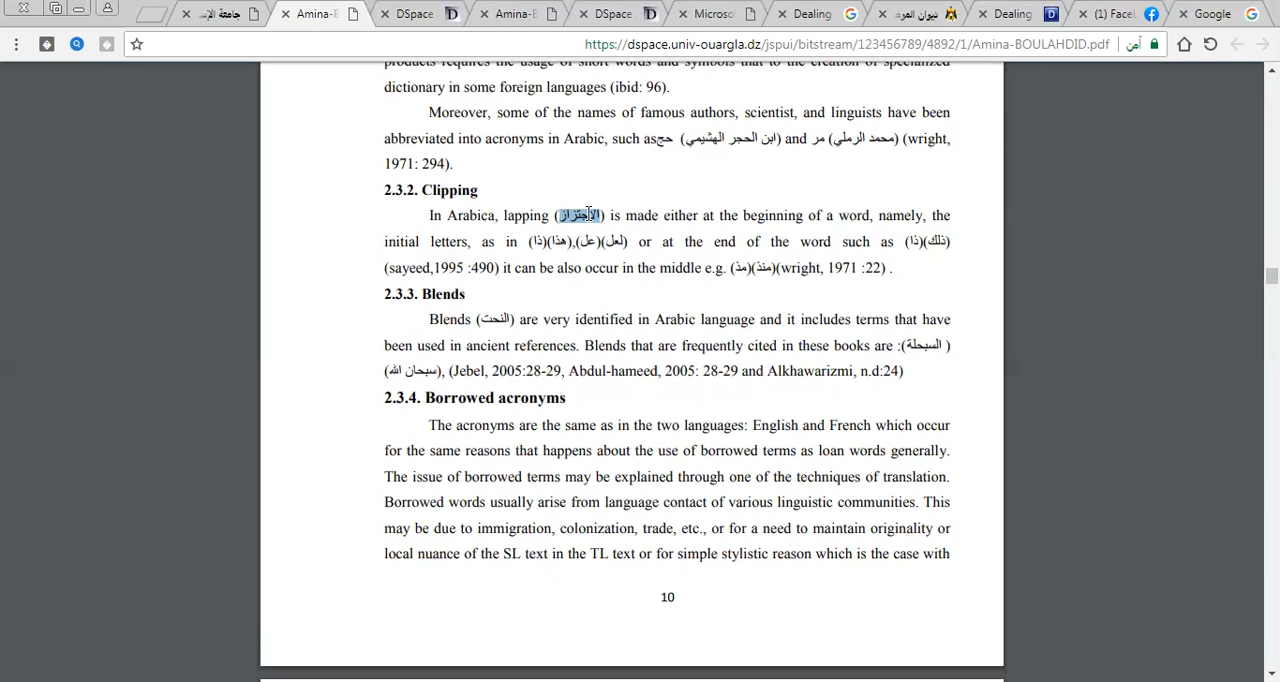 جامعة الإس
Amina-B
DSpace
Amina-B
DSpace
Microso
Dealing
ديوان العرد
Dealing
(1) Facel
Google
https://dspace.univ-ouargla.dz/jspui/bitstream/123456789/4892/1/Amina-BOULAHDID.pdf
آمن
products requires the usage of short words and symbols that to the creation of specialized
dictionary in some foreign languages (ibid: 96).
Moreover, some of the names of famous authors, scientist, and linguists have been
abbreviated into acronyms in Arabic, such as حج (ابن الحجر الهشيمي) and مر (محمد الرملي) (wright,
1971: 294).
2.3.2. Clipping
In Arabica, lapping (الاجتزاز) is made either at the beginning of a word, namely, the
initial letters, as in (ذا)(هذا),(عل)(لعل) or at the end of the word such as (ذا)(ذلك)
(sayeed,1995 :490) it can be also occur in the middle e.g. (مذ)(منذ)(wright, 1971 :22) .
2.3.3. Blends
Blends (النحت) are very identified in Arabic language and it includes terms that have
been used in ancient references. Blends that are frequently cited in these books are :(السبحلة )
(سبحان الله), (Jebel, 2005:28-29, Abdul-hameed, 2005: 28-29 and Alkhawarizmi, n.d:24)
2.3.4. Borrowed acronyms
The acronyms are the same as in the two languages: English and French which occur
for the same reasons that happens about the use of borrowed terms as loan words generally.
The issue of borrowed terms may be explained through one of the techniques of translation.
Borrowed words usually arise from language contact of various linguistic communities. This
may be due to immigration, colonization, trade, etc., or for a need to maintain originality or
local nuance of the SL text in the TL text or for simple stylistic reason which is the case with
10